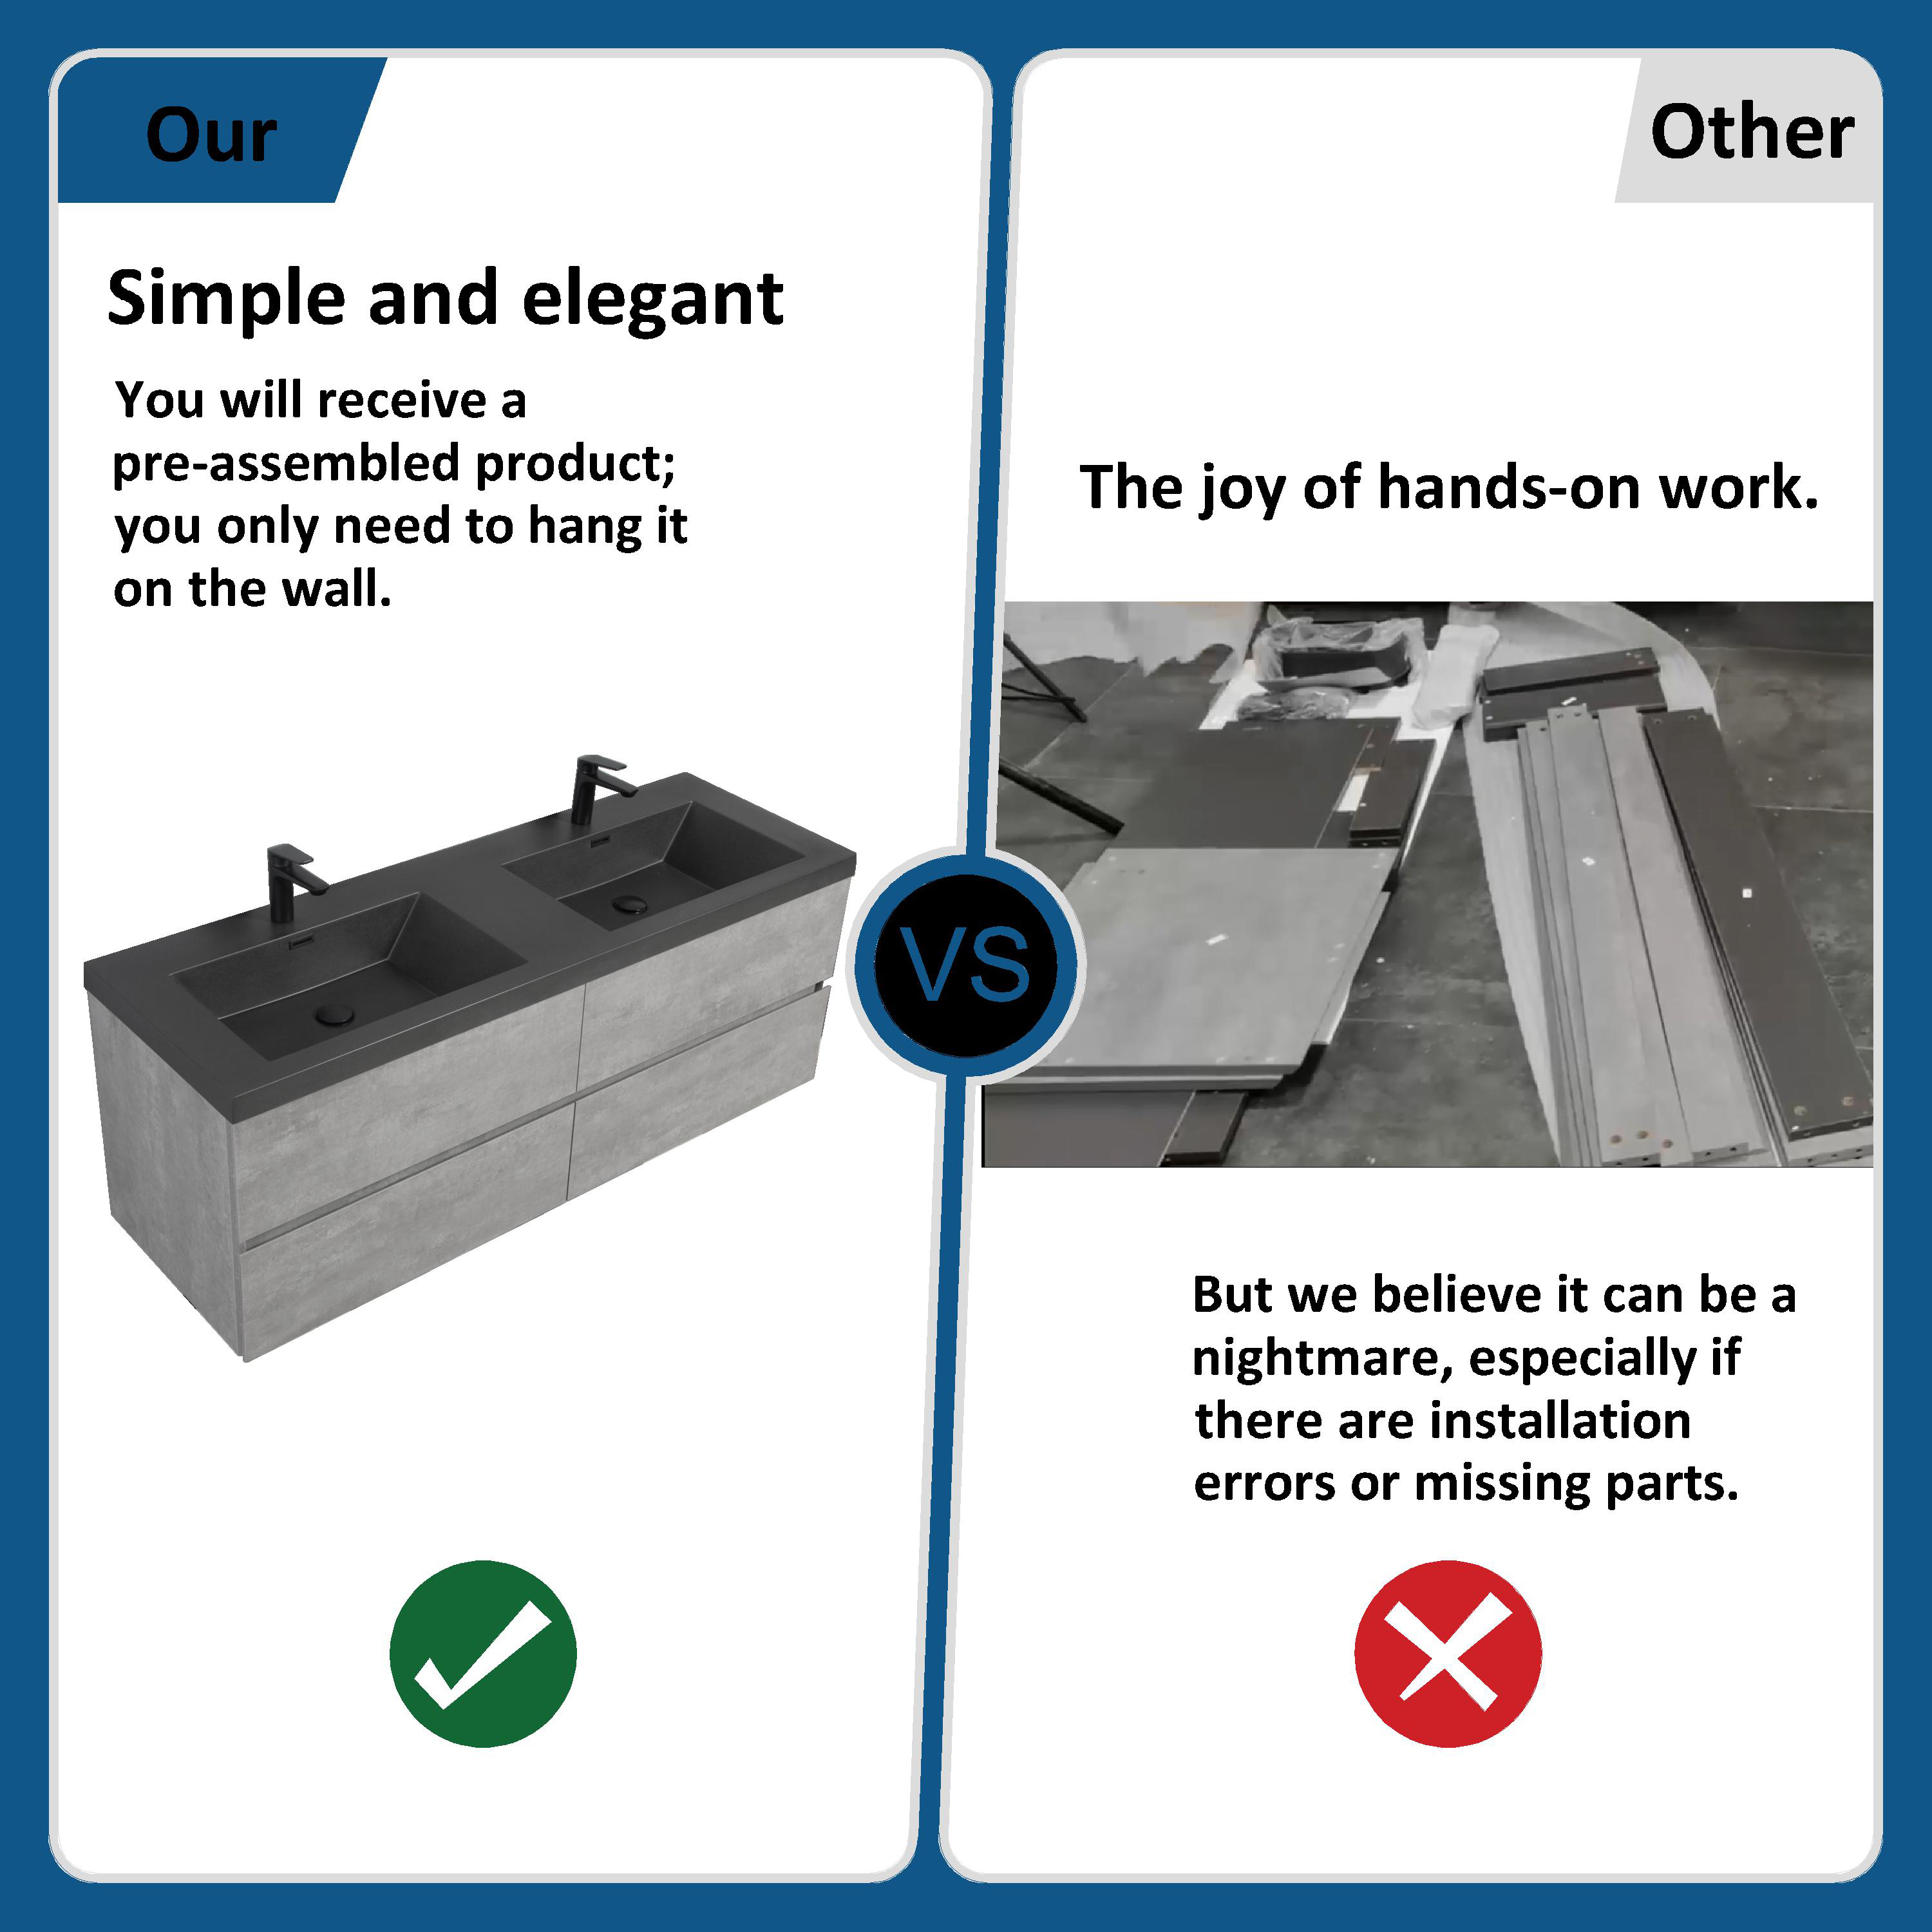 Our
Simple and elegant
You will receive a
pre-assembled product;
you only need to hang it
on the wall.
VS
Other
The joy of hands-on work.
But we believe it can be a
nightmare, especially if
there are installation
errors or missing parts.